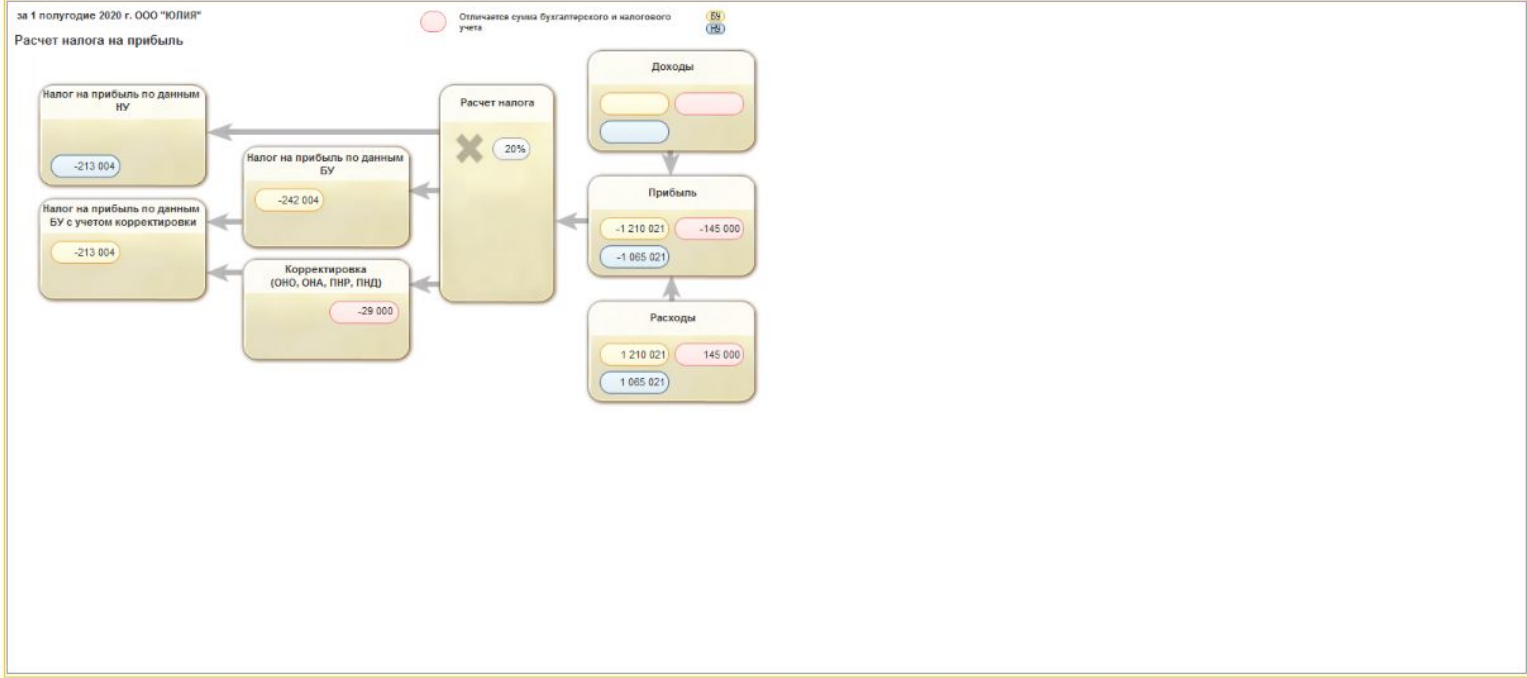 за 1 полугодие 2020 г. ООО "ЮЛИЯ"
Отличается сумма бухгалтерского и налогового
учета
БУ
НУ
Расчет налога на прибыль
Доходы
Налог на прибыль по данным
НУ
-213 004
Расчет налога
20%
Налог на прибыль по данным
БУ
-242 004
Прибыль
-1 210 021
-145 000
-1 065 021
Налог на прибыль по данным
БУ с учетом корректировки
-213 004
Корректировка
(ОНО, ОНА, ПНР, ПНД)
-29 000
Расходы
1 210 021
145 000
1 065 021